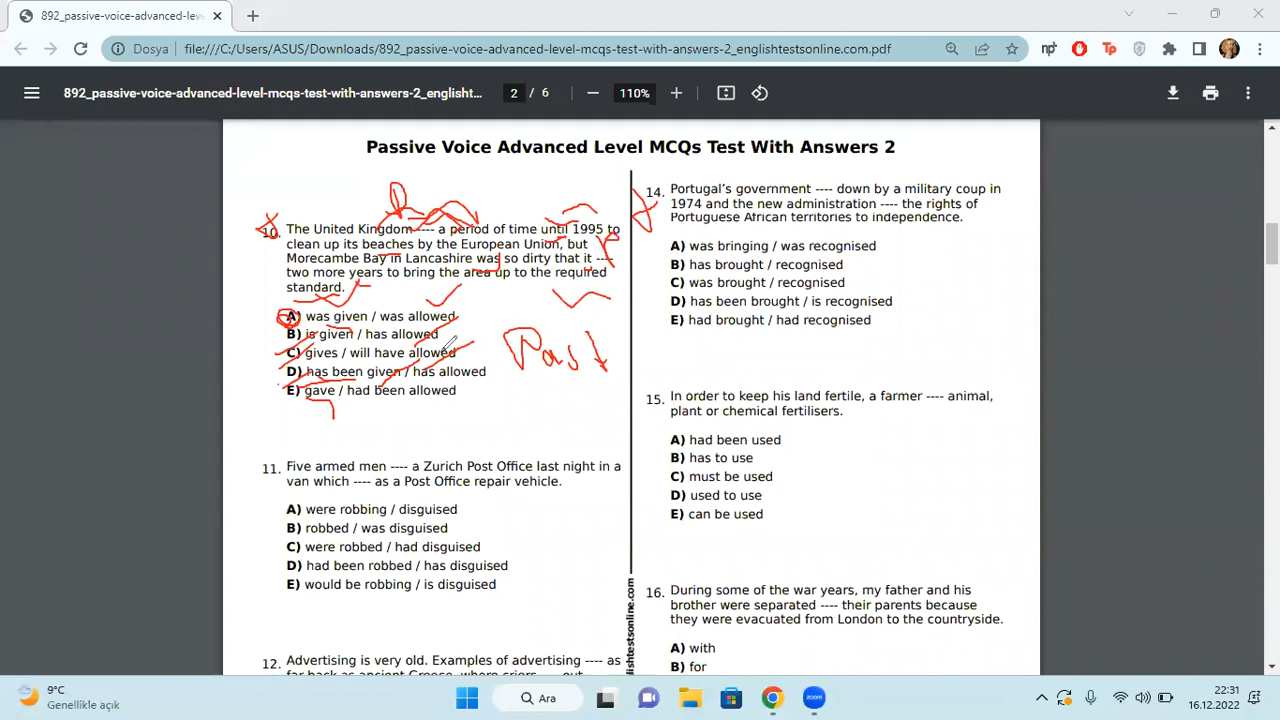 892_passive-voice-advanced-leve
Dosya
file:///C:/Users/ASUS/Downloads/892_passive-voice-advanced-level-mcqs-test-with-answers-2_englishtestsonline.com.pdf
892_passive-voice-advanced-level-mcqs-test-with-answers-2_englisht...
2 / 6
110%
Passive Voice Advanced Level MCQs Test With Answers 2
10. The United Kingdom ---- a period of time until 1995 to
clean up its beaches by the European Union, but
Morecambe Bay in Lancashire was so dirty that it ----
two more years to bring the area up to the required
standard.
A) was given / was allowed
B) is given / has allowed
C) gives / will have allowed
D) has been given / has allowed
E) gave / had been allowed
Past
11. Five armed men ---- a Zurich Post Office last night in a
van which ---- as a Post Office repair vehicle.
A) were robbing / disguised
B) robbed / was disguised
C) were robbed / had disguised
D) had been robbed / has disguised
E) would be robbing / is disguised
12. Advertising is very old. Examples of advertising ---- as
far back as ancient Greece, where criers ---- out
14. Portugal's government ---- down by a military coup in
1974 and the new administration ---- the rights of
Portuguese African territories to independence.
A) was bringing / was recognised
B) has brought / recognised
C) was brought / recognised
D) has been brought / is recognised
E) had brought / had recognised
15. In order to keep his land fertile, a farmer ---- animal,
plant or chemical fertilisers.
A) had been used
B) has to use
C) must be used
D) used to use
E) can be used
16. During some of the war years, my father and his
brother were separated ---- their parents because
they were evacuated from London to the countryside.
A) with
B) for
lishtestsonline.com
9°C
Genellikle açık
Ara
zoom
22:31
16.12.2022